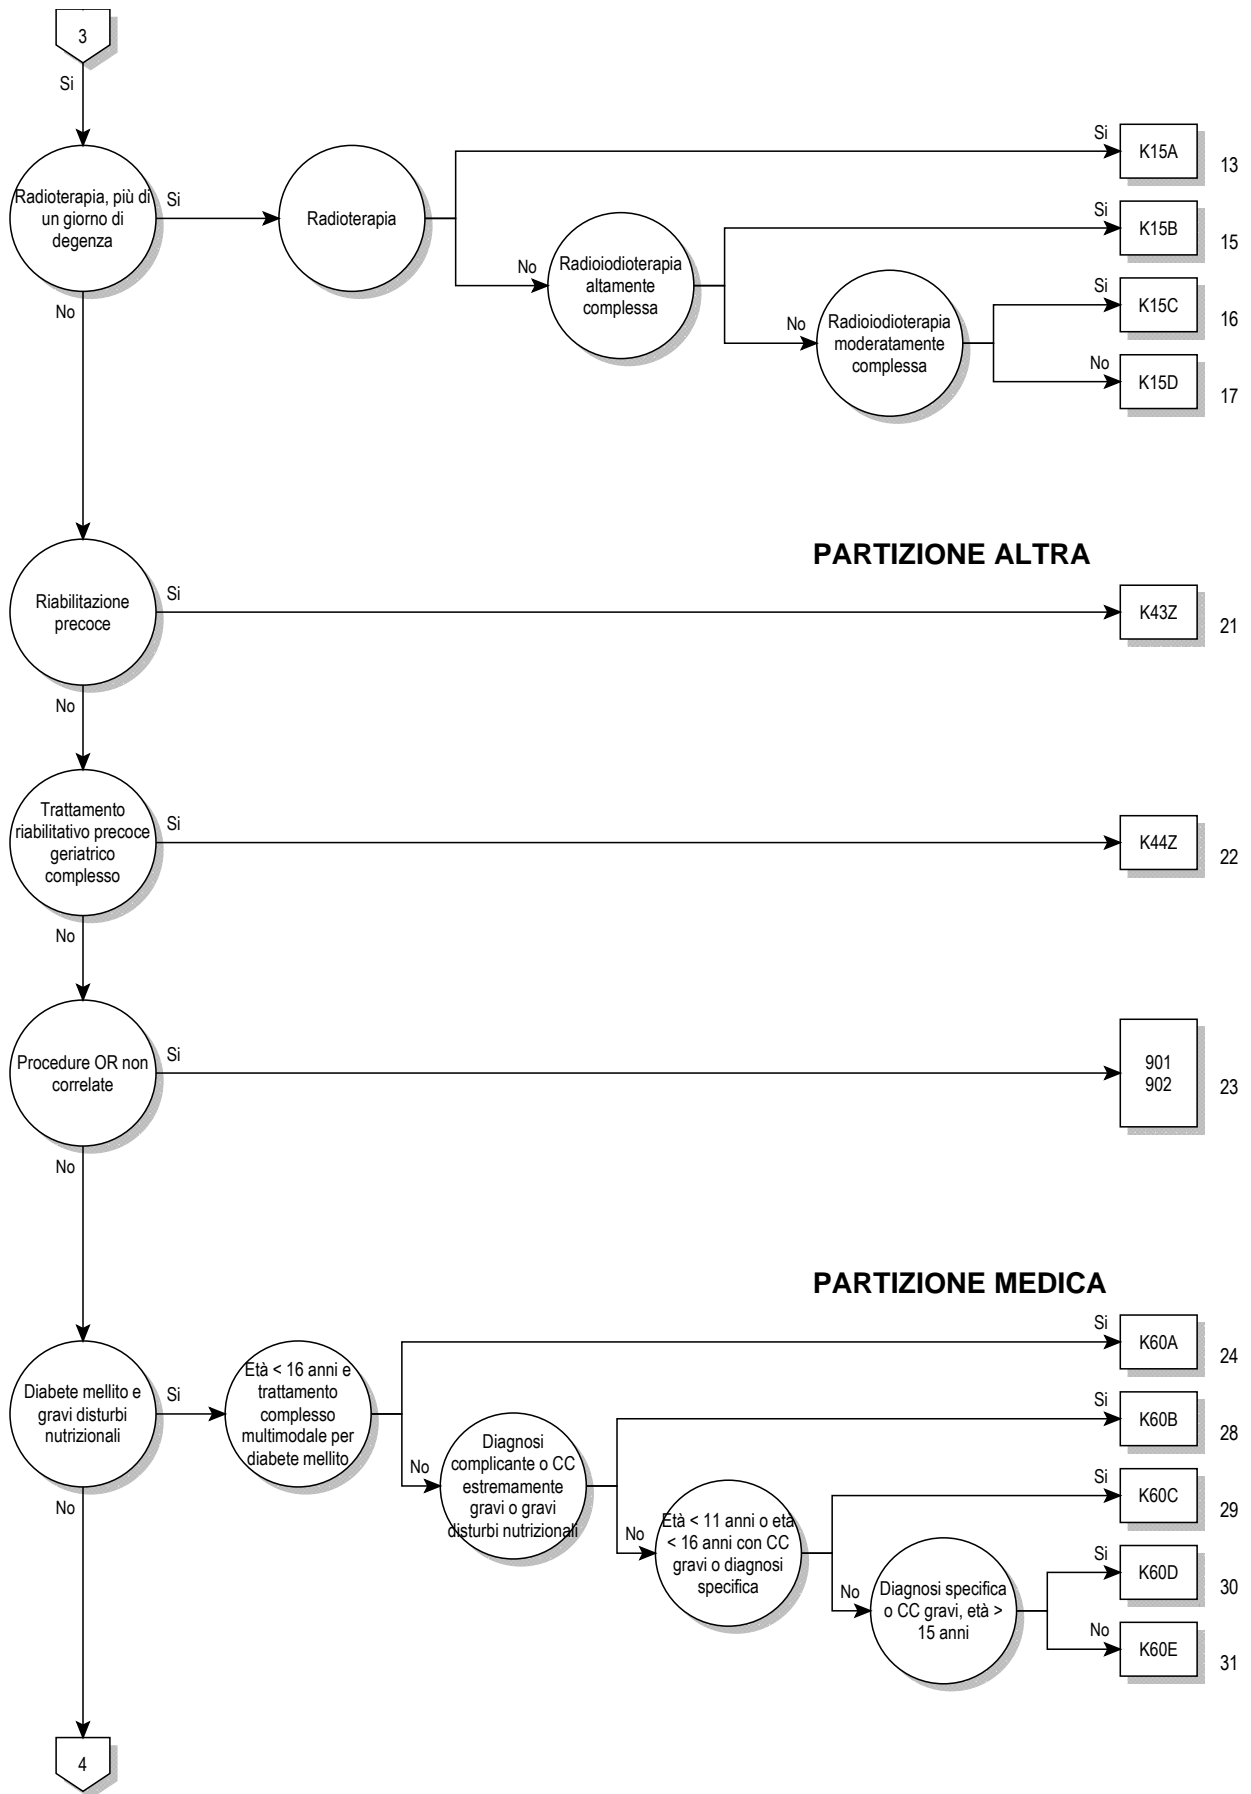 3
Si
Radioterapia, più di
un giorno di
degenza
Si
Radioterapia
Si
K15A
13
No
Radioiodioterapia
altamente
complessa
Si
K15B
15
No
Radioiodioterapia
moderatamente
complessa
Si
K15C
16
No
K15D
17
No
PARTIZIONE ALTRA
Riabilitazione
precoce
Si
K43Z
21
No
Trattamento
riabilitativo precoce
geriatrico
complesso
Si
K44Z
22
No
Procedure OR non
correlate
Si
901
902
23
No
PARTIZIONE MEDICA
Diabete mellito e
gravi disturbi
nutrizionali
Si
Età < 16 anni e
trattamento
complesso
multimodale per
diabete mellito
Si
K60A
24
No
Diagnosi
complicante o CC
estremamente
gravi o gravi
disturbi nutrizionali
Si
K60B
28
No
Età < 11 anni o età
< 16 anni con CC
gravi o diagnosi
specifica
Si
K60C
29
No
Diagnosi specifica
o CC gravi, età >
15 anni
Si
K60D
30
No
K60E
31
No
4